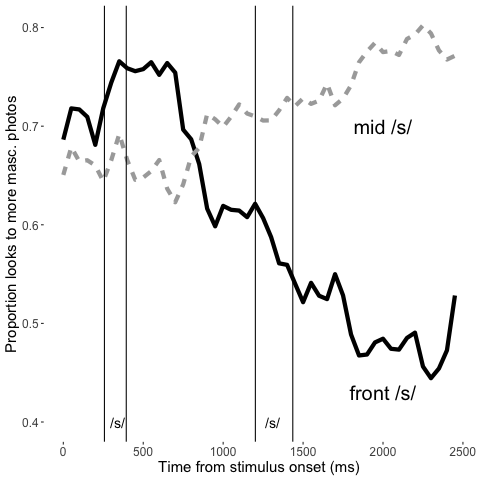 0.8
0.7
0.6
0.5
0.4
Proportion looks to more masc. photos
mid /s/
front /s/
/s/ /s/
0 500 1000 1500 2000 2500
Time from stimulus onset (ms)